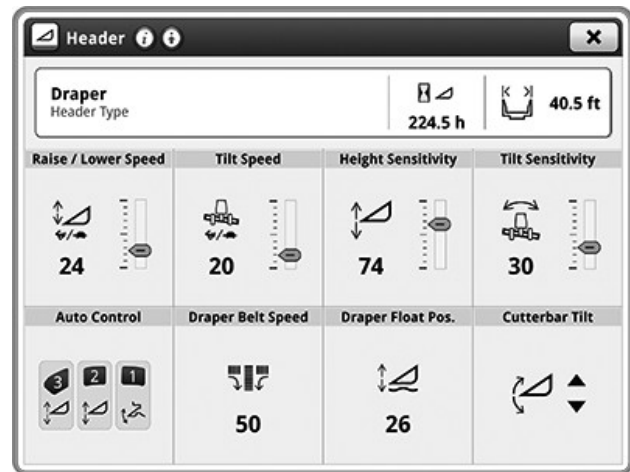 Header
Draper
Header Type
224.5 h
40.5 ft
Raise / Lower Speed
Tilt Speed
Height Sensitivity
Tilt Sensitivity
24
20
74
30
Auto Control
Draper Belt Speed
Draper Float Pos.
Cutterbar Tilt
3 2 1
50
26